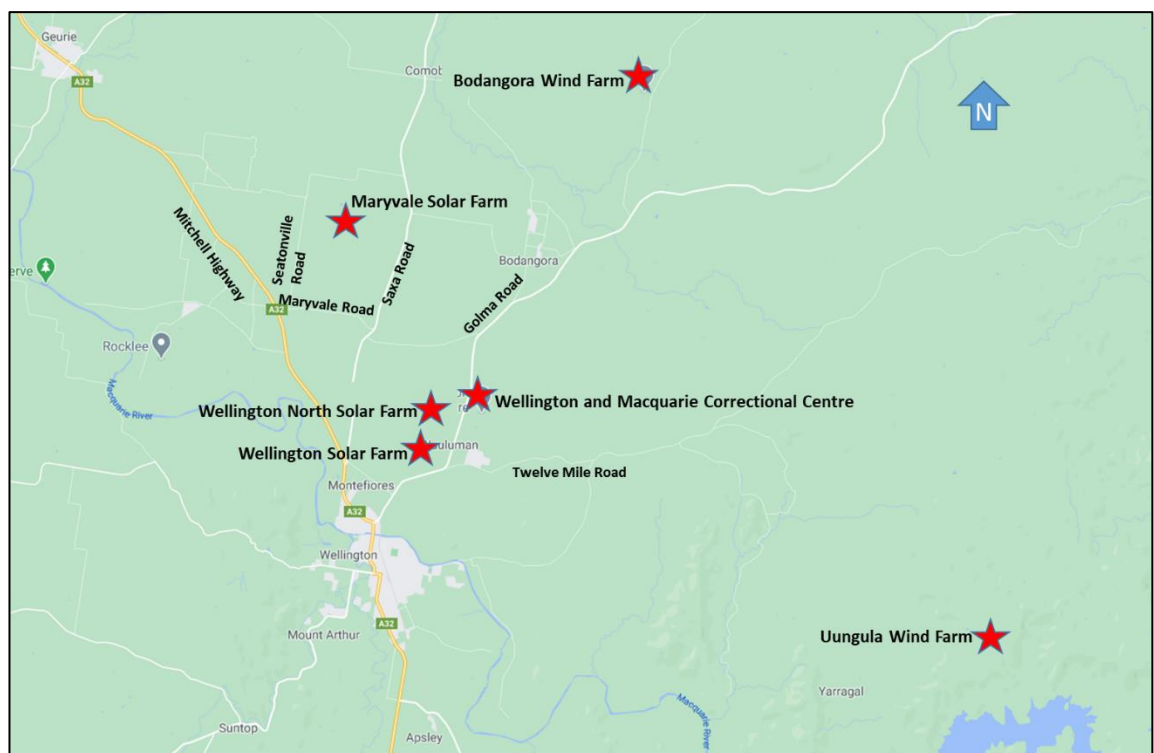 Geurie
A32
Comob
Bodangora Wind Farm
N
Maryvale Solar Farm
Mitchell Highway
Seatonville
Road
Saxa Road
Bodangora
Golma Road
erve
A32
Maryvale Road
Rocklee
Macquarie River
Wellington North Solar Farm
Wellington and Macquarie Correctional Centre
Wellington Solar Farm
uluman
Twelve Mile Road
Montefiores
A32
Wellington
Mount Arthur
A32
Uungula Wind Farm
Yarragal
Macquarie River
Suntop
Apsley